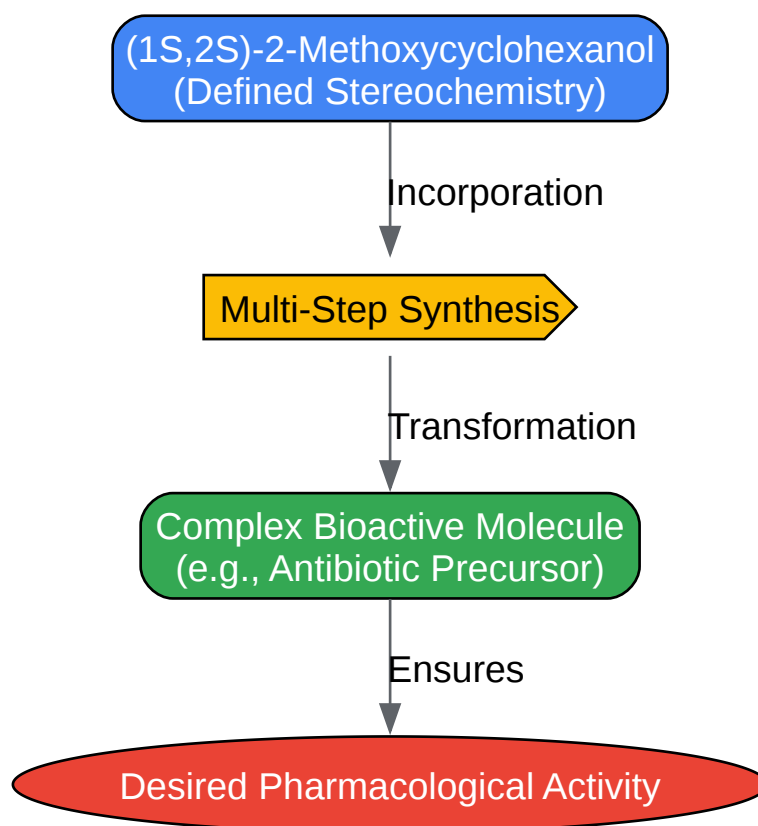 (1S,2S)-2-Methoxycyclohexanol
(Defined Stereochemistry)
Incorporation
Multi-Step Synthesis
Transformation
Complex Bioactive Molecule
(e.g., Antibiotic Precursor)
Ensures
Desired Pharmacological Activity